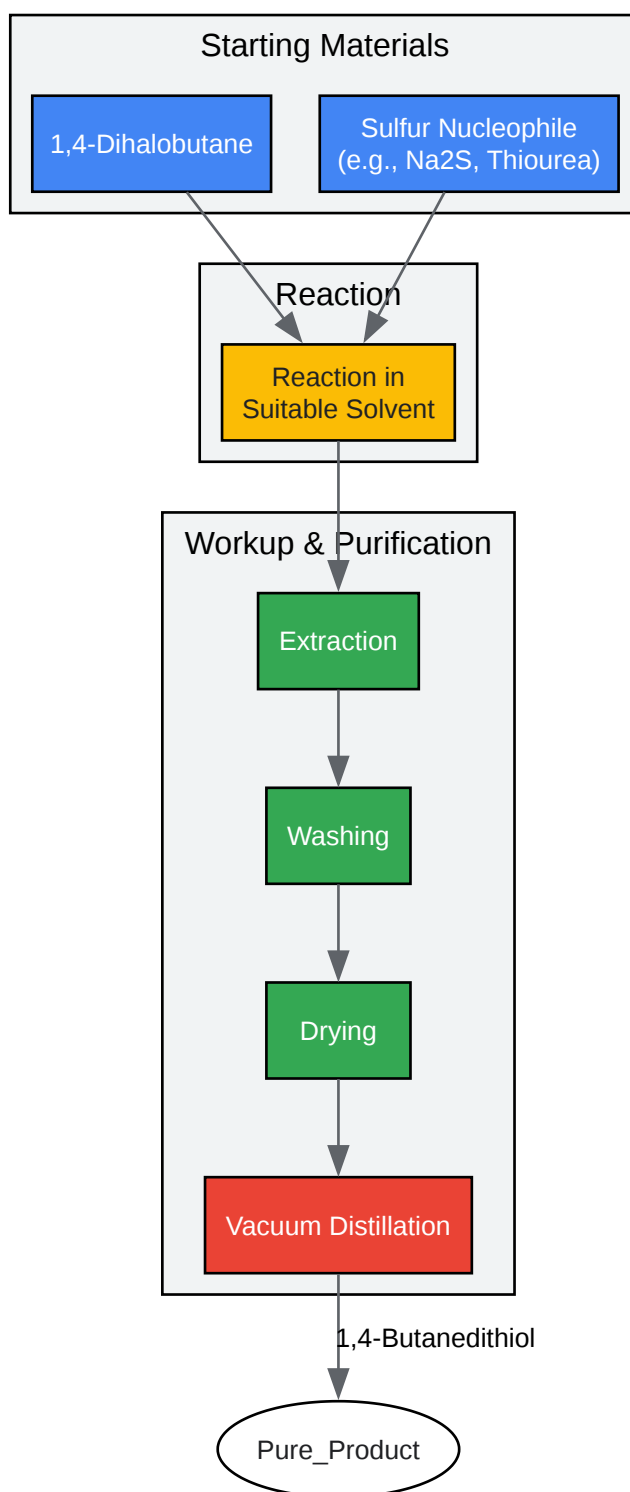 Starting Materials
1,4-Dihalobutane
Sulfur Nucleophile
(e.g., Na2S, Thiourea)
Reaction
Reaction in
Suitable Solvent
Workup & Purification
Extraction
Washing
Drying
Vacuum Distillation
1,4-Butanedithiol
Pure_Product